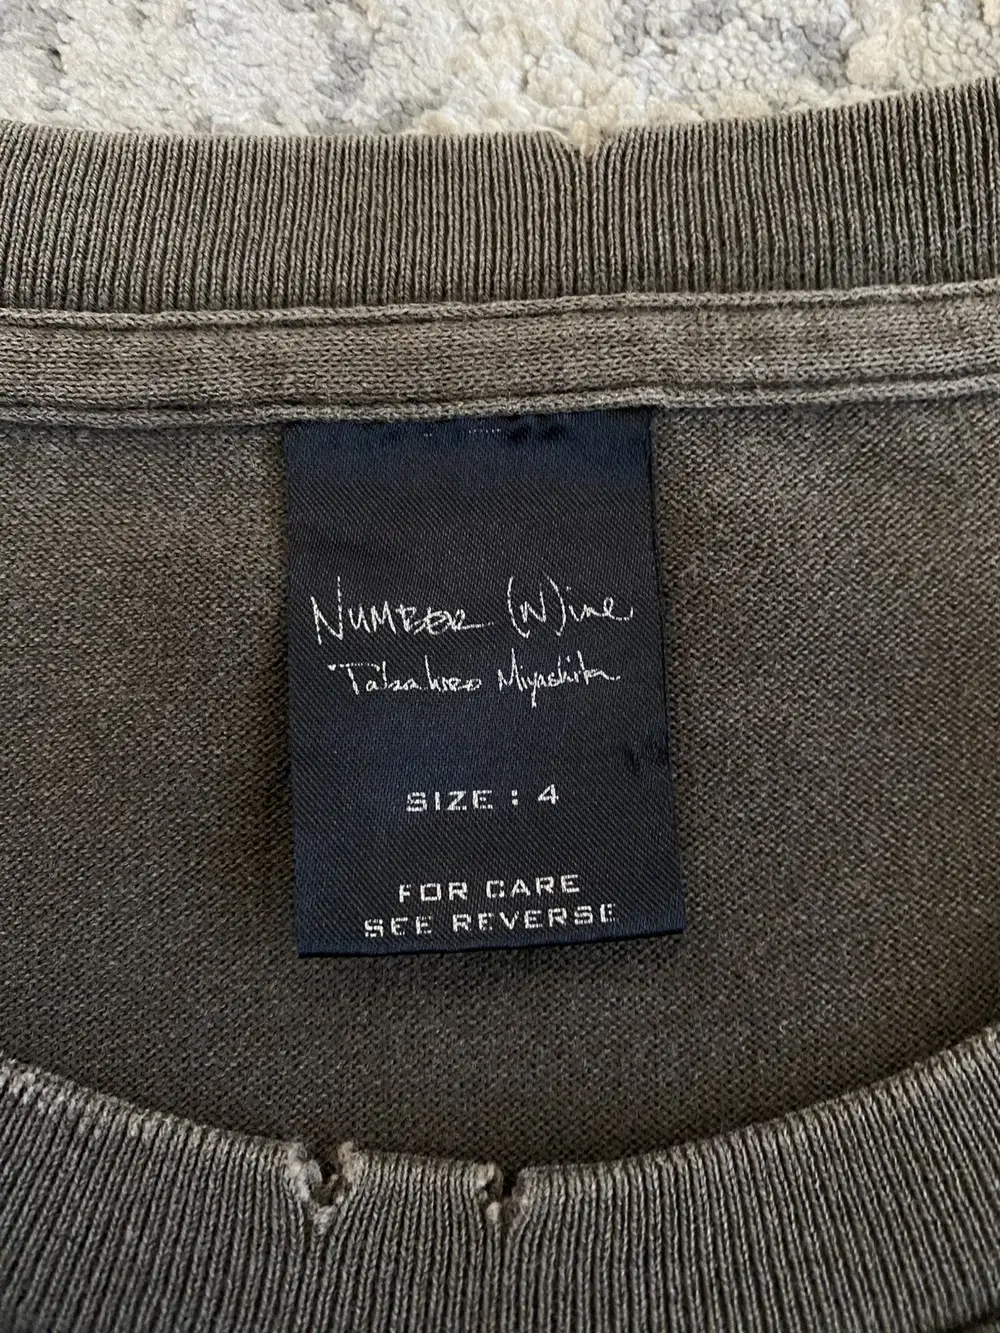 NUMBER (N)ine
Takahiro Miyashita
SIZE : 4
FOR CARE
SEE REVERSE